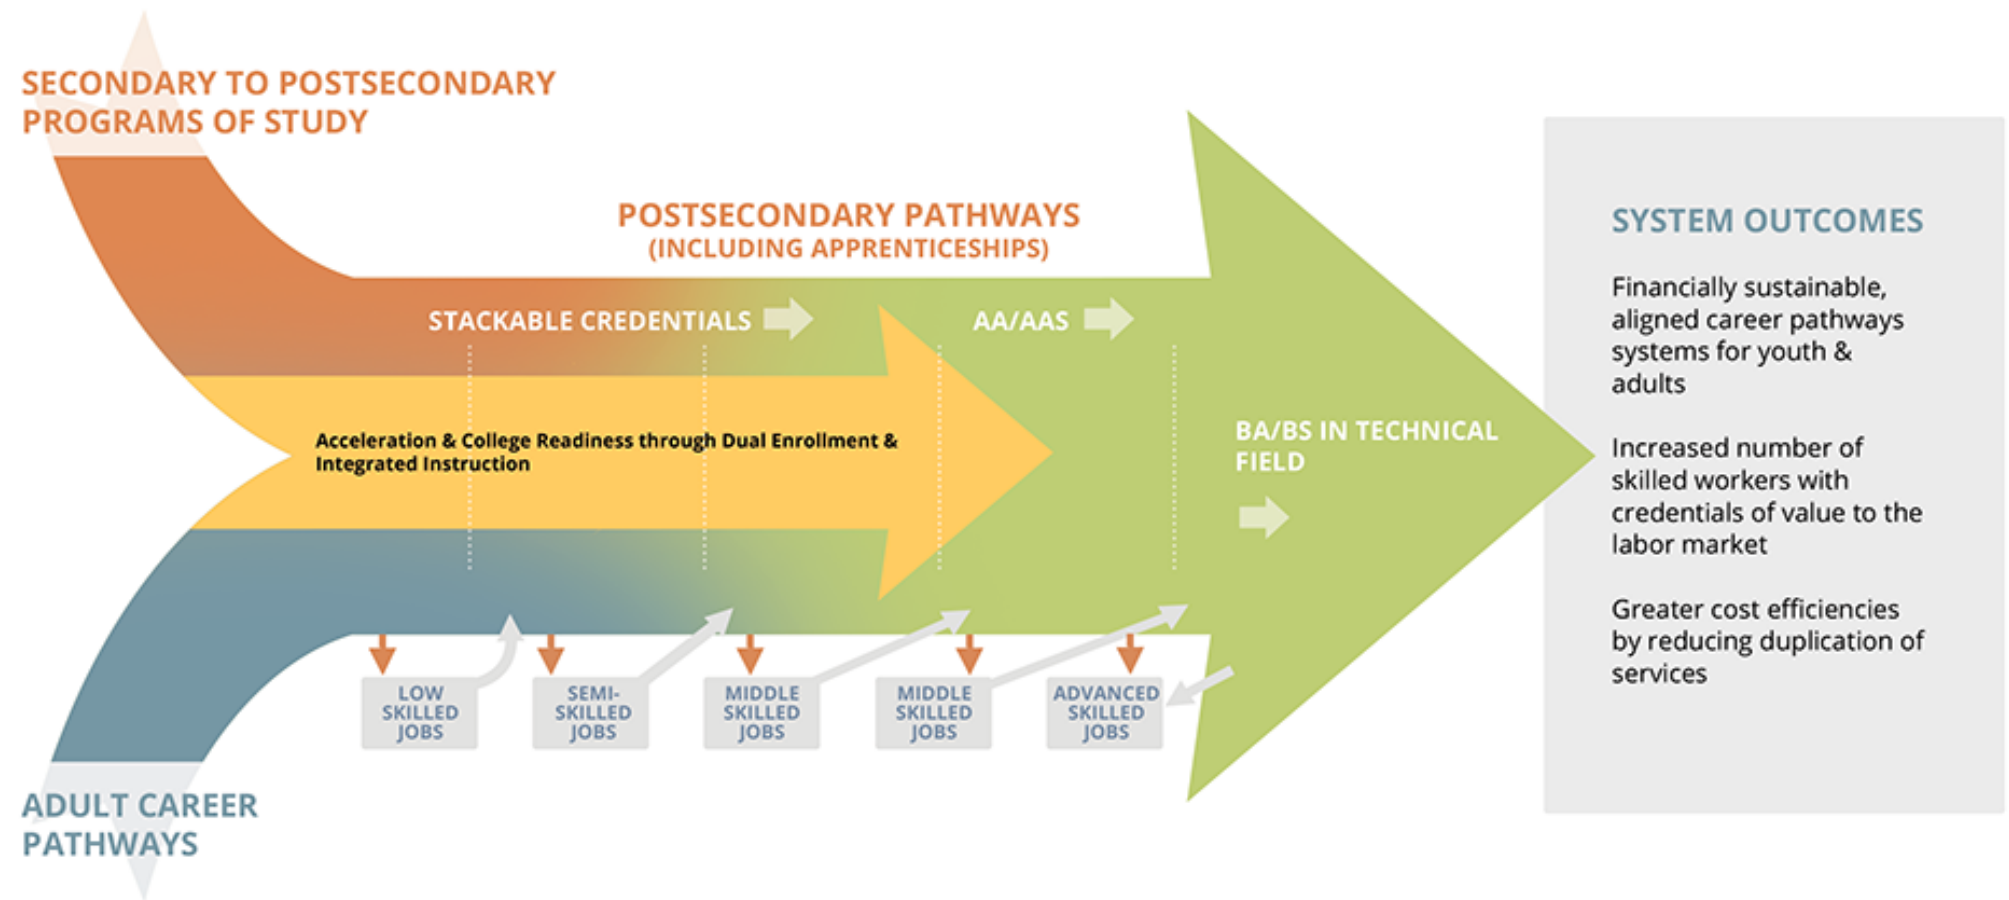 SECONDARY TO POSTSECONDARY
PROGRAMS OF STUDY
POSTSECONDARY PATHWAYS
(INCLUDING APPRENTICESHIPS)
STACKABLE CREDENTIALS
AA/AAS
Acceleration & College Readiness through Dual Enrollment &
Integrated Instruction
BA/BS IN TECHNICAL
FIELD
LOW
SKILLED
JOBS
SEMI-
SKILLED
JOBS
MIDDLE
SKILLED
JOBS
MIDDLE
SKILLED
JOBS
ADVANCED
SKILLED
JOBS
ADULT CAREER
PATHWAYS
SYSTEM OUTCOMES
Financially sustainable,
aligned career pathways
systems for youth &
adults
Increased number of
skilled workers with
credentials of value to the
labor market
Greater cost efficiencies
by reducing duplication of
services